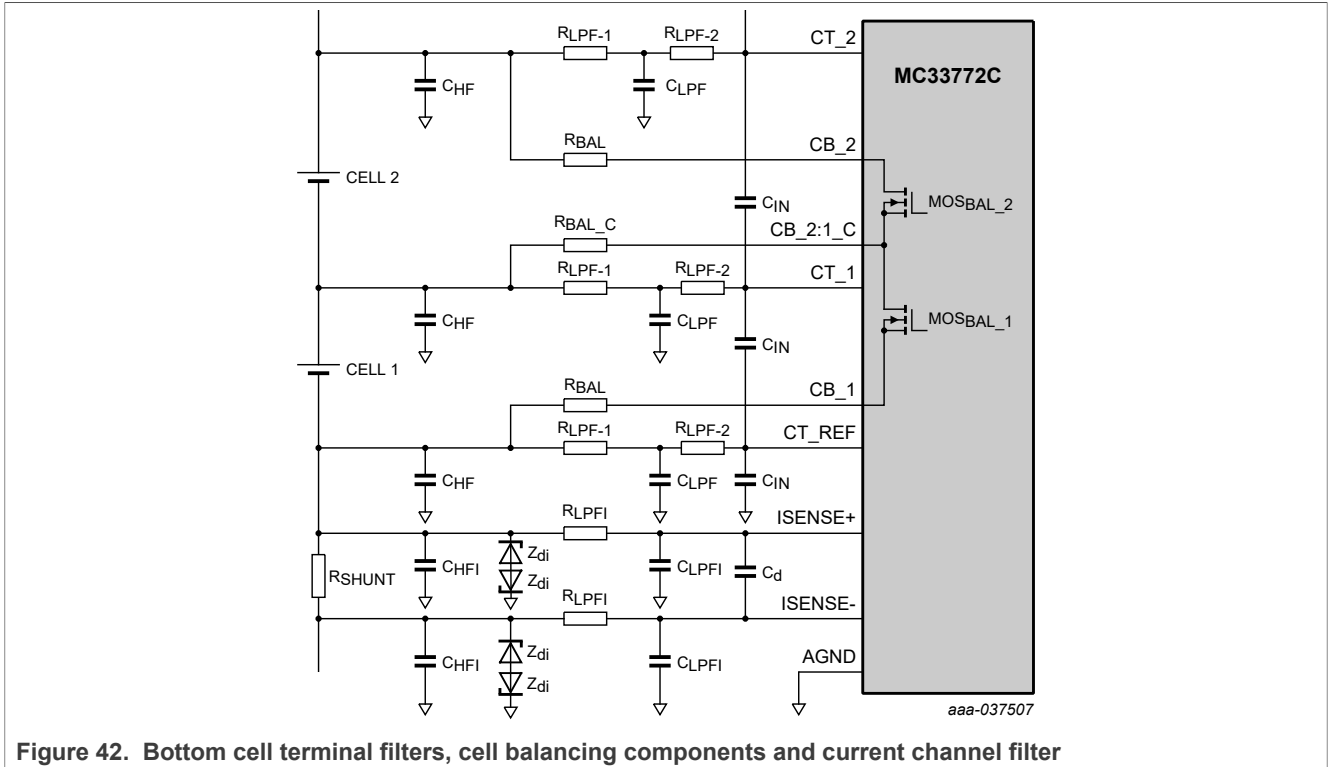 RLPF-1 RLPF-2 CT_2
MC33772C
CHF CLPF
RBAL CB_2
CELL 2
MOSBAL_2
CIN
RBAL_C CB_2:1_C
RLPF-1 RLPF-2 CT_1
CHF CLPF
MOSBAL_1
CIN
CELL 1
RBAL CB_1
RLPF-1 RLPF-2 CT_REF
CHF CLPF CIN
RLPFI ISENSE+
Zdi
RSHUNT CHFI CLPFI Cd
Zdi
RLPFI ISENSE-
Zdi
CHFI CLPFI AGND
Zdi
aaa-037507
Figure 42. Bottom cell terminal filters, cell balancing components and current channel filter